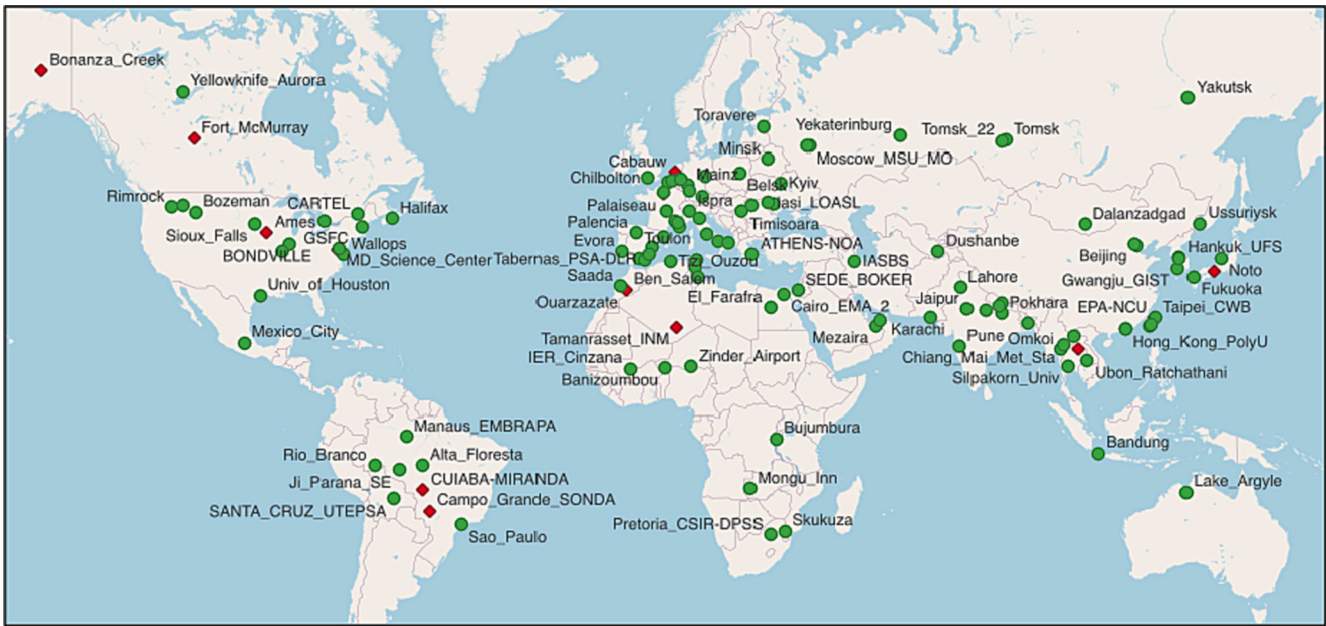 Bonanza_Creek
Yellowknife_Aurora
Yakutsk
Fort_McMurray
Toravere
Yekaterinburg
Tomsk_22
Tomsk
Minsk
Moscow_MSU_MO
Cabauw
Chilbolton
Mainz
Belsk
Kyiv
Rimrock
Bozeman
CARTEL
Halifax
Palaiseau
Ispra
Iasi_LOASL
Dalanzadgad
Ussuriysk
Ames
Palencia
Timisoara
Sioux_Falls
GSFC
Wallops
Evora
Toulon
ATHENS-NOA
Dushanbe
Beijing
Hankuk_UFS
BONDVILLE
MD_Science_Center
Tabernas_PSA-DLR
Tizi_Ouzou
IASBS
Noto
Saada
Ben_Salem
SEDE_BOKER
Lahore
Gwangju_GIST
Fukuoka
Univ_of_Houston
Ouarzazate
El_Farafra
Cairo_EMA_2
Jaipur
Pokhara
EPA-NCU
Taipei_CWB
Mexico_City
Tamanrasset_INM
Mezaira
Karachi
Pune
Omkoi
Hong_Kong_PolyU
IER_Cinzana
Zinder_Airport
Chiang_Mai_Met_Sta
Banizoumbou
Silpakorn_Univ
Ubon_Ratchathani
Manaus_EMBRAPA
Bujumbura
Bandung
Rio_Branco
Alta_Floresta
Ji_Parana_SE
CUIABA-MIRANDA
Mongu_Inn
Lake_Argyle
Campo_Grande_SONDA
SANTA_CRUZ_UTEPSA
Pretoria_CSIR-DPSS
Skukuza
Sao_Paulo